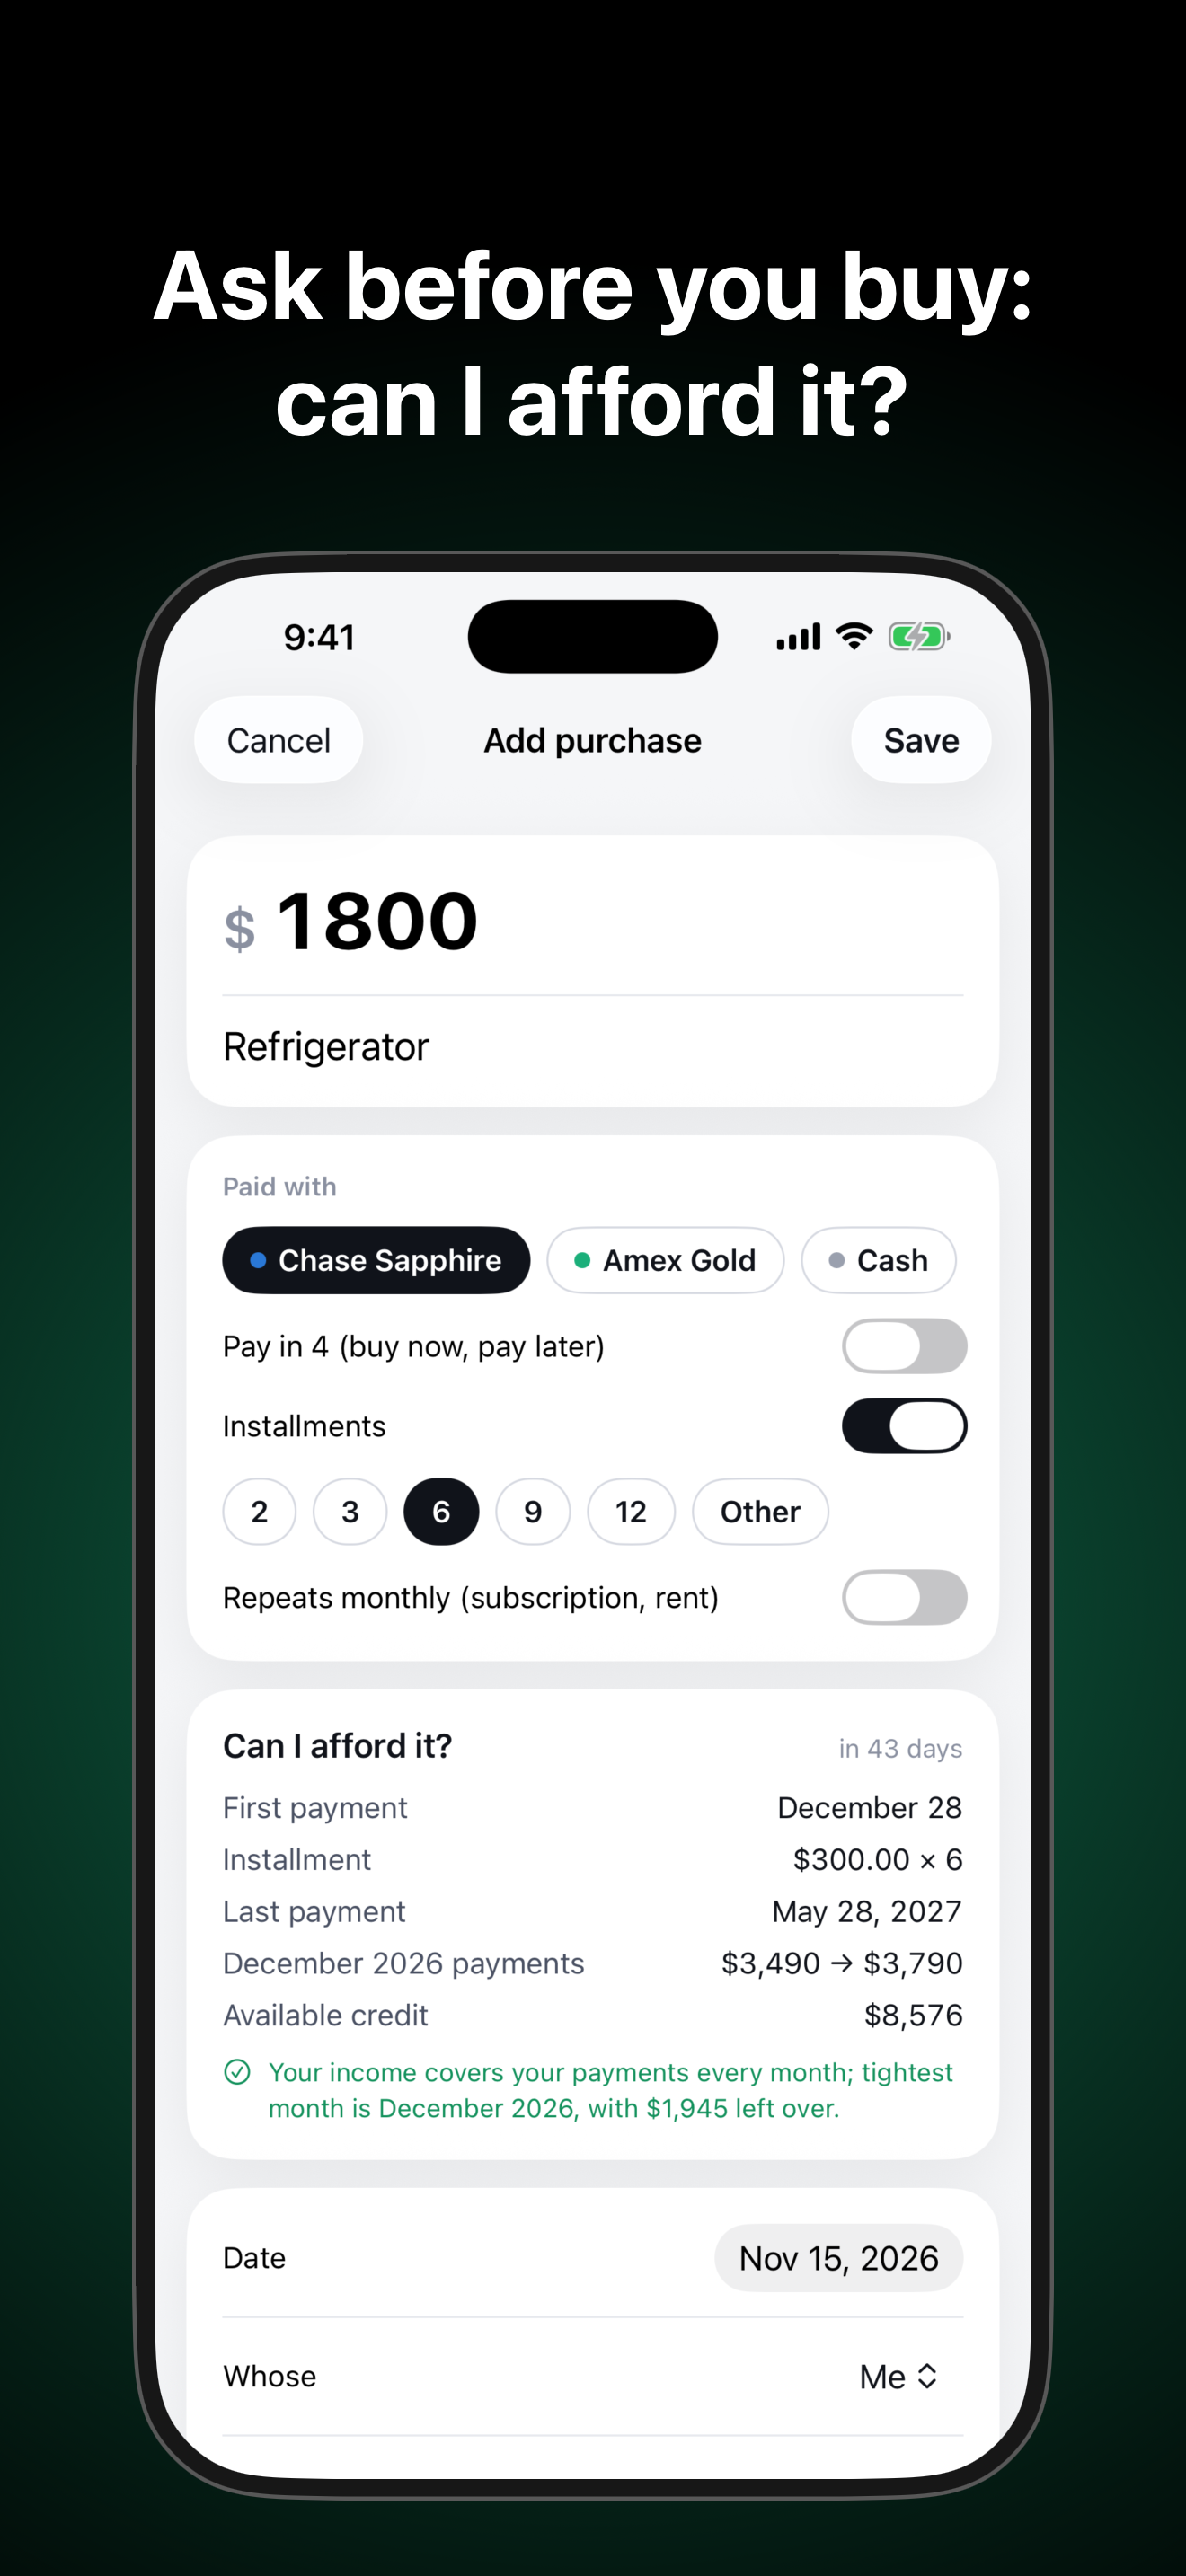 Ask before you buy:
can I afford it?
9:41
Cancel
Add purchase
Save
$ 1800
Refrigerator
Paid with
Chase Sapphire
Amex Gold
Cash
Pay in 4 (buy now, pay later)
Installments
2 3 6 9 12 Other
Repeats monthly (subscription, rent)
Can I afford it? in 43 days
First payment December 28
Installment $300.00 × 6
Last payment May 28, 2027
December 2026 payments $3,490 → $3,790
Available credit $8,576
Your income covers your payments every month; tightest
month is December 2026, with $1,945 left over.
Date Nov 15, 2026
Whose Me